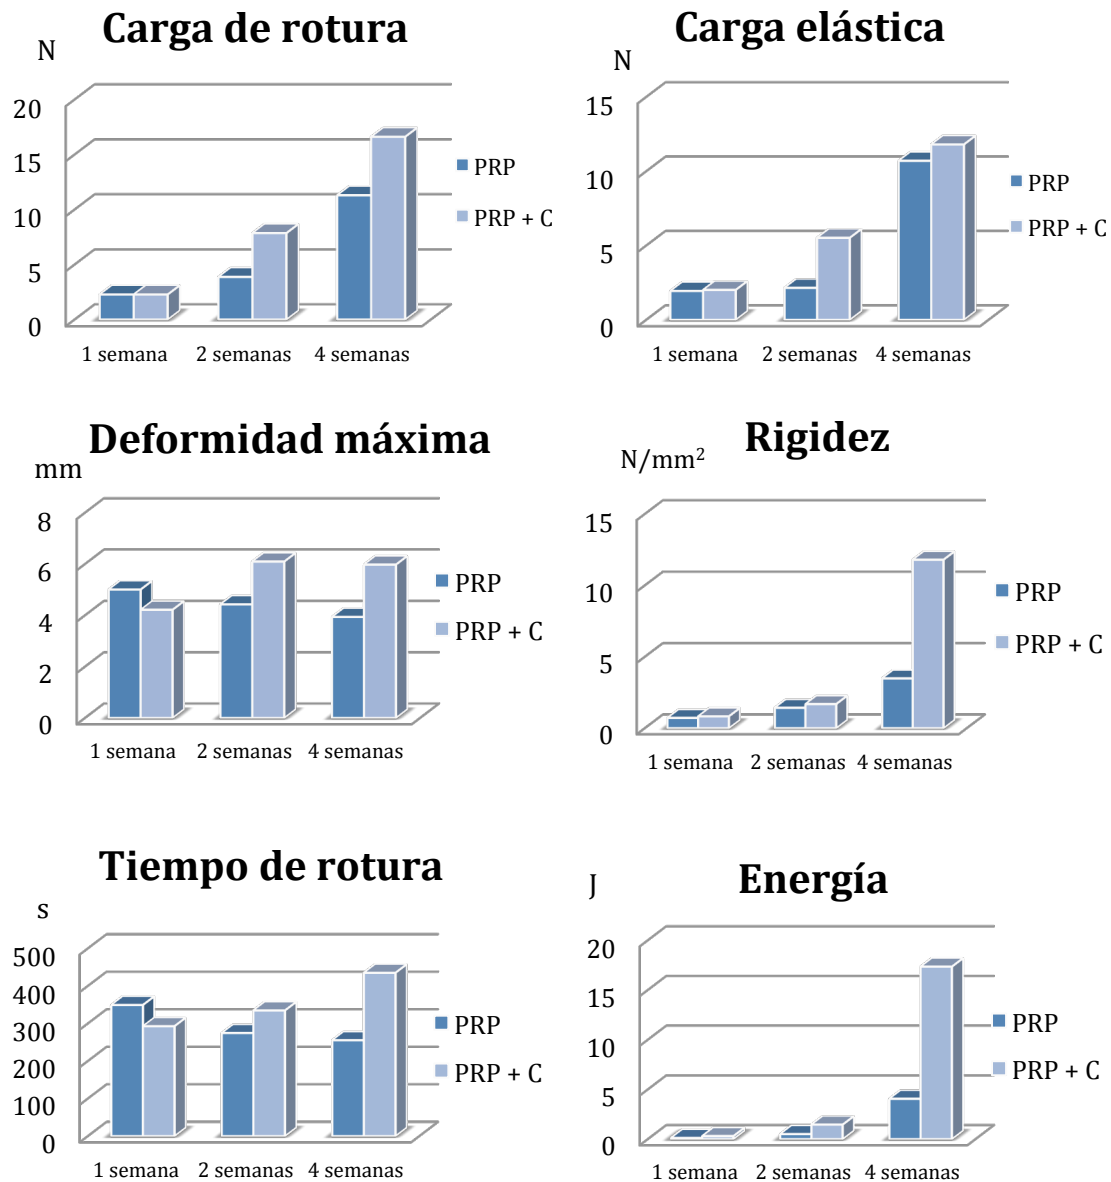 Carga de rotura
N
20
15
10
5
0
1 semana 2 semanas 4 semanas
PRP
PRP + C
Carga elástica
N
15
10
5
0
1 semana 2 semanas 4 semanas
PRP
PRP + C
Deformidad máxima
mm
8
6
4
2
0
1 semana 2 semanas 4 semanas
PRP
PRP + C
Rigidez
N/mm²
15
10
5
0
1 semana 2 semanas 4 semanas
PRP
PRP + C
Tiempo de rotura
s
500
400
300
200
100
0
1 semana 2 semanas 4 semanas
PRP
PRP + C
Energía
J
20
15
10
5
0
1 semana 2 semanas 4 semanas
PRP
PRP + C